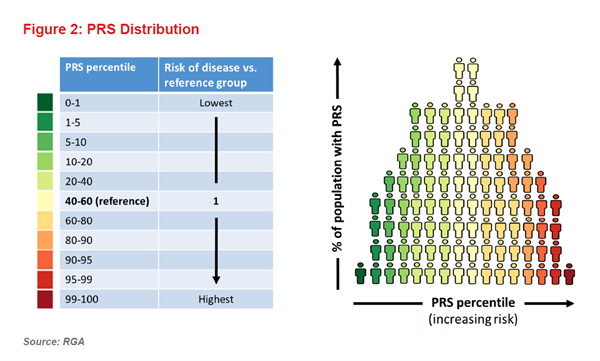 Figure 2: PRS Distribution
PRS percentile
Risk of disease vs.
reference group
0-1
Lowest
1-5
5-10
10-20
20-40
40-60 (reference)
1
60-80
80-90
90-95
95-99
99-100
Highest
% of population with PRS
PRS percentile
(increasing risk)
Source: RGA